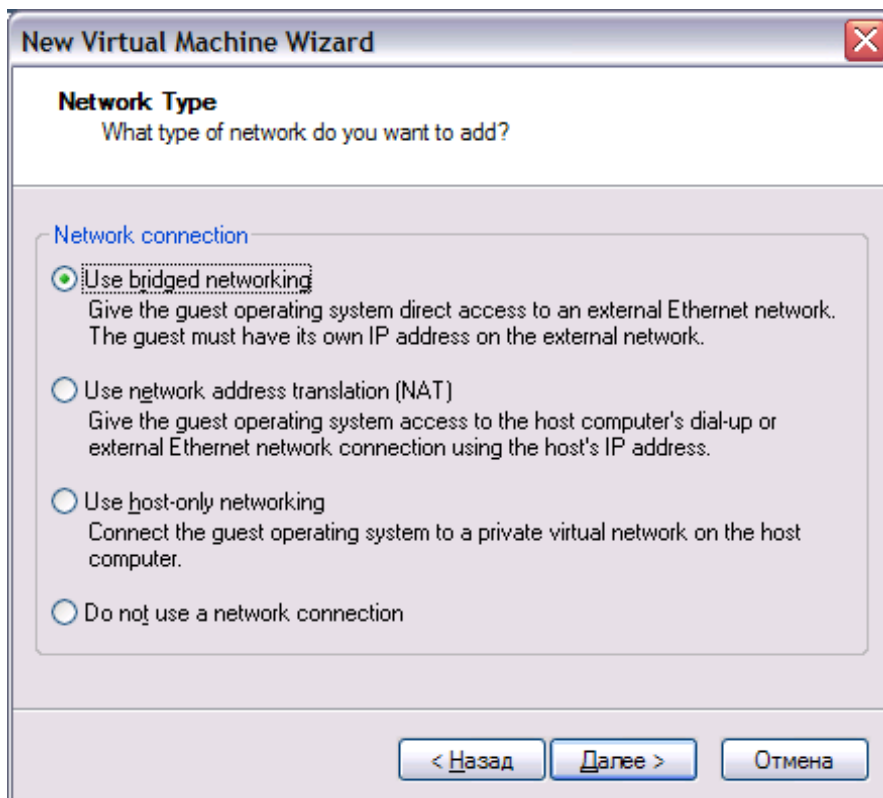 New Virtual Machine Wizard
Network Type
What type of network do you want to add?
Network connection
Use bridged networking
Give the guest operating system direct access to an external Ethernet network.
The guest must have its own IP address on the external network.
Use network address translation (NAT)
Give the guest operating system access to the host computer's dial-up or
external Ethernet network connection using the host's IP address.
Use host-only networking
Connect the guest operating system to a private virtual network on the host
computer.
Do not use a network connection
< Назад   Далее >   Отмена